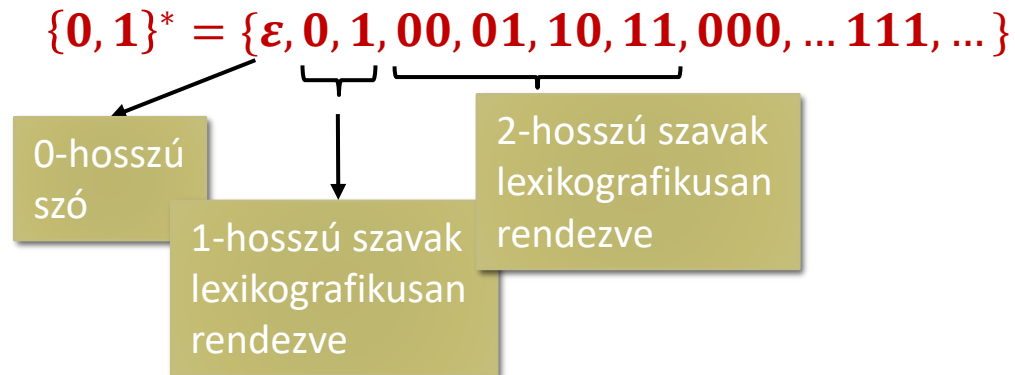 {0, 1}* = {ε, 0, 1, 00, 01, 10, 11, 000, … 111, … }
0-hosszú
szó
1-hosszú szavak
lexikografikusan
rendezve
2-hosszú szavak
lexikografikusan
rendezve